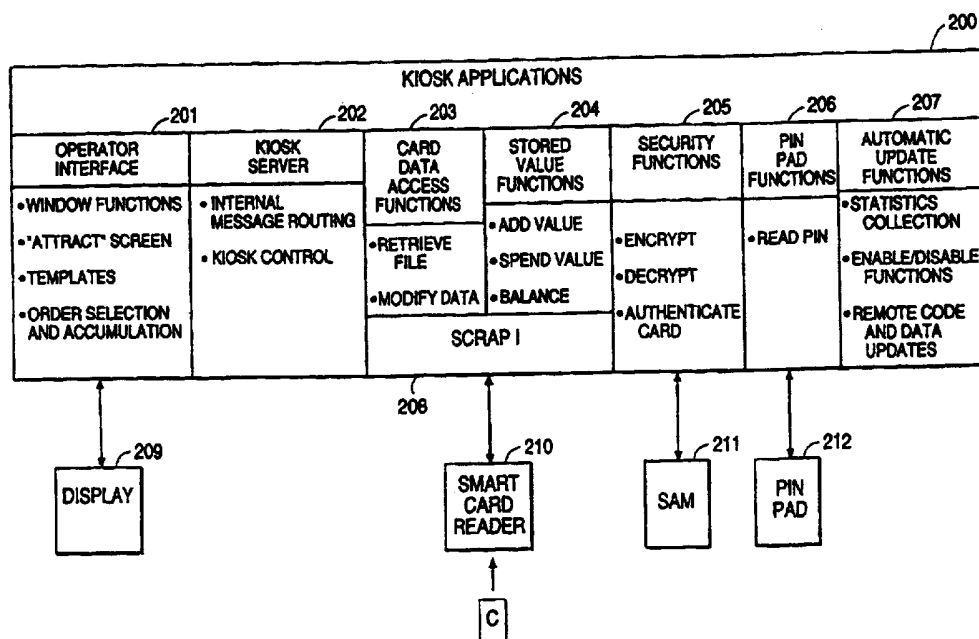 200
KIOSK APPLICATIONS
201
202
203
204
205
206
207
OPERATOR
INTERFACE
•WINDOW FUNCTIONS
•"ATTRACT" SCREEN
•TEMPLATES
•ORDER SELECTION
AND ACCUMULATION
KIOSK
SERVER
•INTERNAL
MESSAGE ROUTING
•KIOSK CONTROL
CARD
DATA
ACCESS
FUNCTIONS
•RETRIEVE
FILE
•MODIFY DATA
STORED
VALUE
FUNCTIONS
•ADD VALUE
•SPEND VALUE
•BALANCE
SCRAP I
208
SECURITY
FUNCTIONS
•ENCRYPT
•DECRYPT
•AUTHENTICATE
CARD
PIN
PAD
FUNCTIONS
•READ PIN
AUTOMATIC
UPDATE
FUNCTIONS
•STATISTICS
COLLECTION
•ENABLE/DISABLE
FUNCTIONS
•REMOTE CODE
AND DATA
UPDATES
209
DISPLAY
210
SMART
CARD
READER
C
211
SAM
212
PIN
PAD